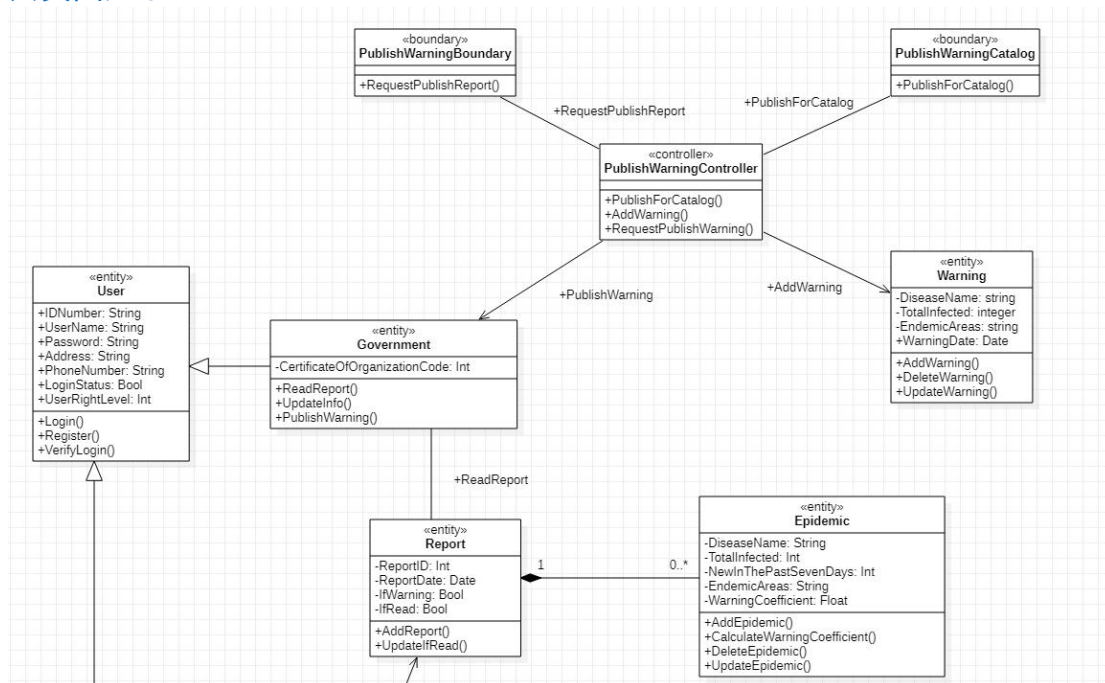 «boundary»
PublishWarningBoundary
+RequestPublishReport()
«boundary»
PublishWarningCatalog
+PublishForCatalog()
+RequestPublishReport
+PublishForCatalog
«controller»
PublishWarningController
+PublishForCatalog()
+AddWarning()
+RequestPublishWarning()
+PublishWarning
+AddWarning
«entity»
Warning
-DiseaseName: string
-TotalInfected: integer
-EndemicAreas: string
+WarningDate: Date
+AddWarning()
+DeleteWarning()
+UpdateWarning()
«entity»
User
+IDNumber: String
+UserName: String
+Password: String
+Address: String
+PhoneNumber: String
+LoginStatus: Bool
+UserRightLevel: Int
+Login()
+Register()
+VerifyLogin()
«entity»
Government
-CertificateOfOrganizationCode: Int
+ReadReport()
+UpdateInfo()
+PublishWarning()
+ReadReport
«entity»
Report
-ReportID: Int
-ReportDate: Date
-IfWarning: Bool
-IfRead: Bool
+AddReport()
+UpdateIfRead()
1
0..*
«entity»
Epidemic
-DiseaseName: String
-TotalInfected: Int
-NewInThePastSevenDays: Int
-EndemicAreas: String
-WarningCoefficient: Float
+AddEpidemic()
+CalculateWarningCoefficient()
+DeleteEpidemic()
+UpdateEpidemic()